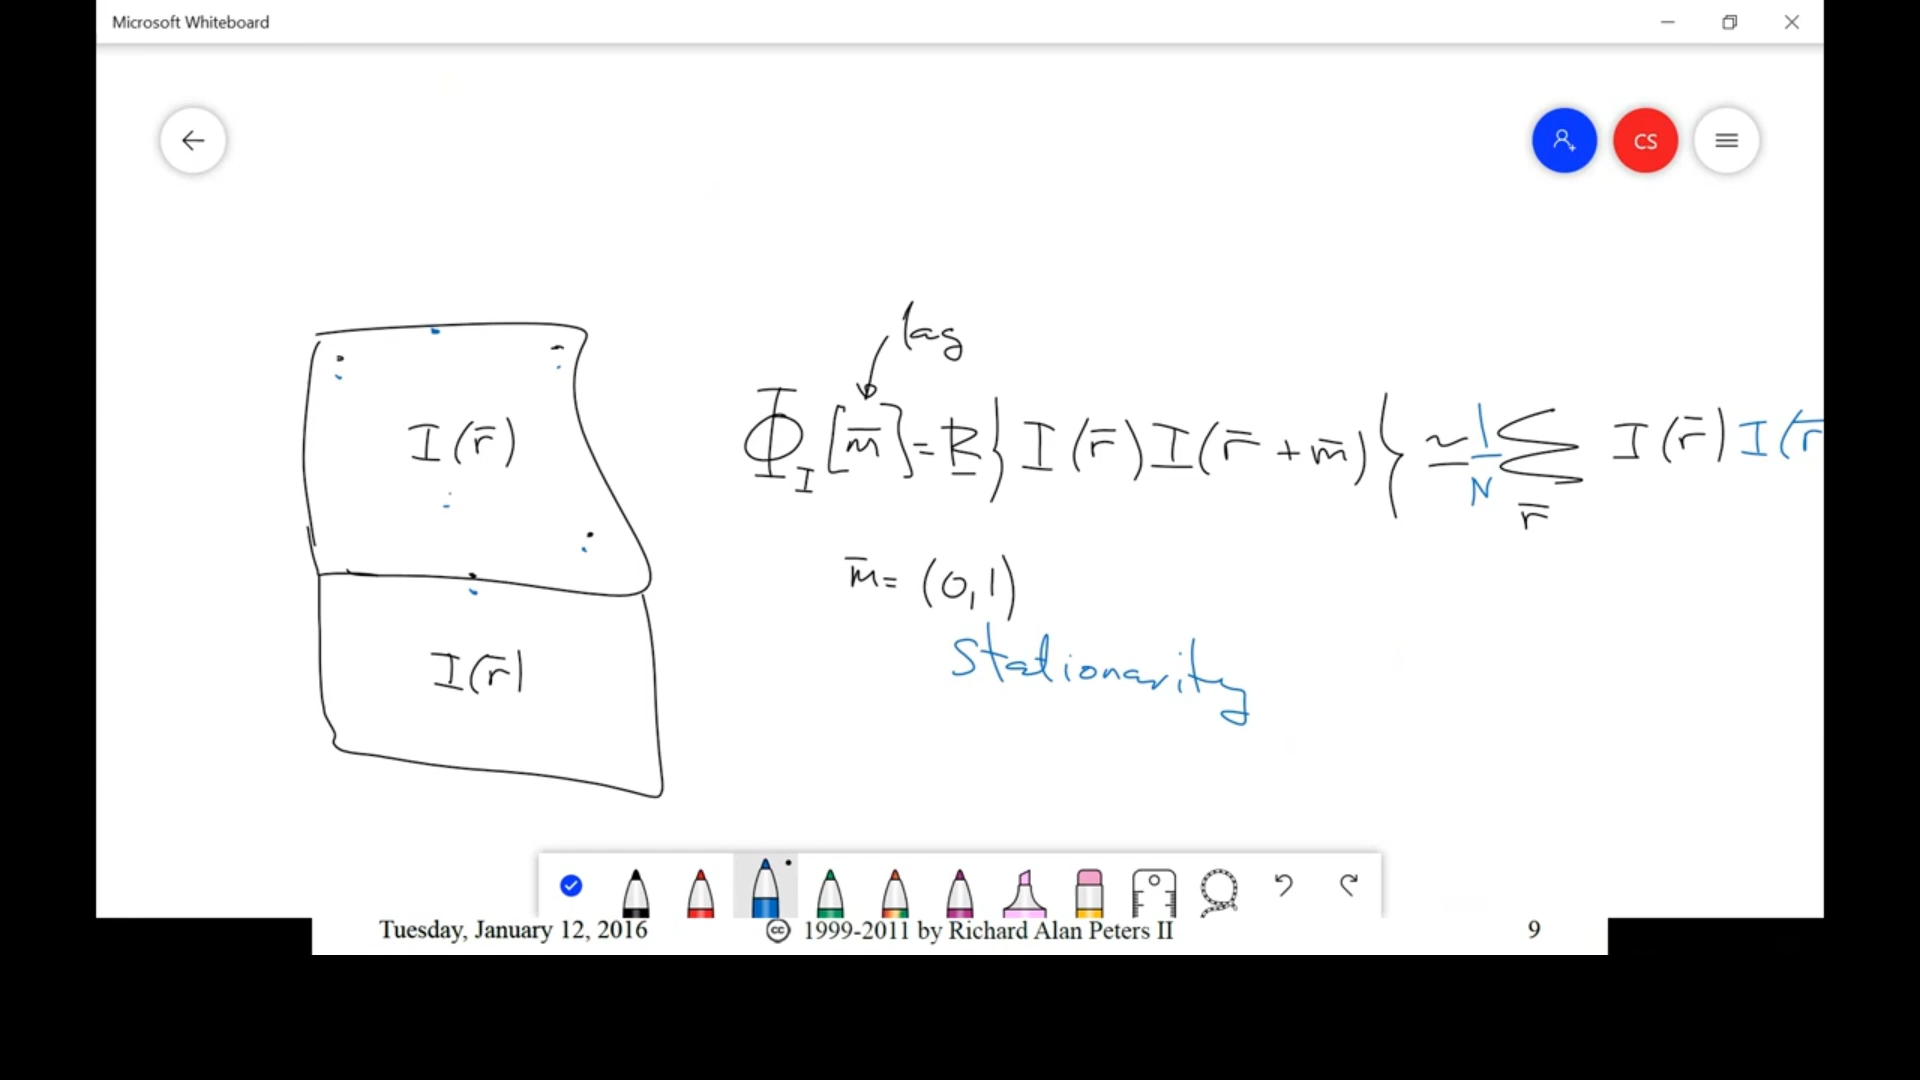 Microsoft Whiteboard
CS
lag
Φ_I[m̄] = E{I(r̄)I(r̄+m̄)} ≃ 1/N Σ_r̄ I(r̄)I(r̄
I(r̄)
m̄ = (0,1)
Stationarity
I(r̄)
Tuesday, January 12, 2016
cc 1999-2011 by Richard Alan Peters II
9